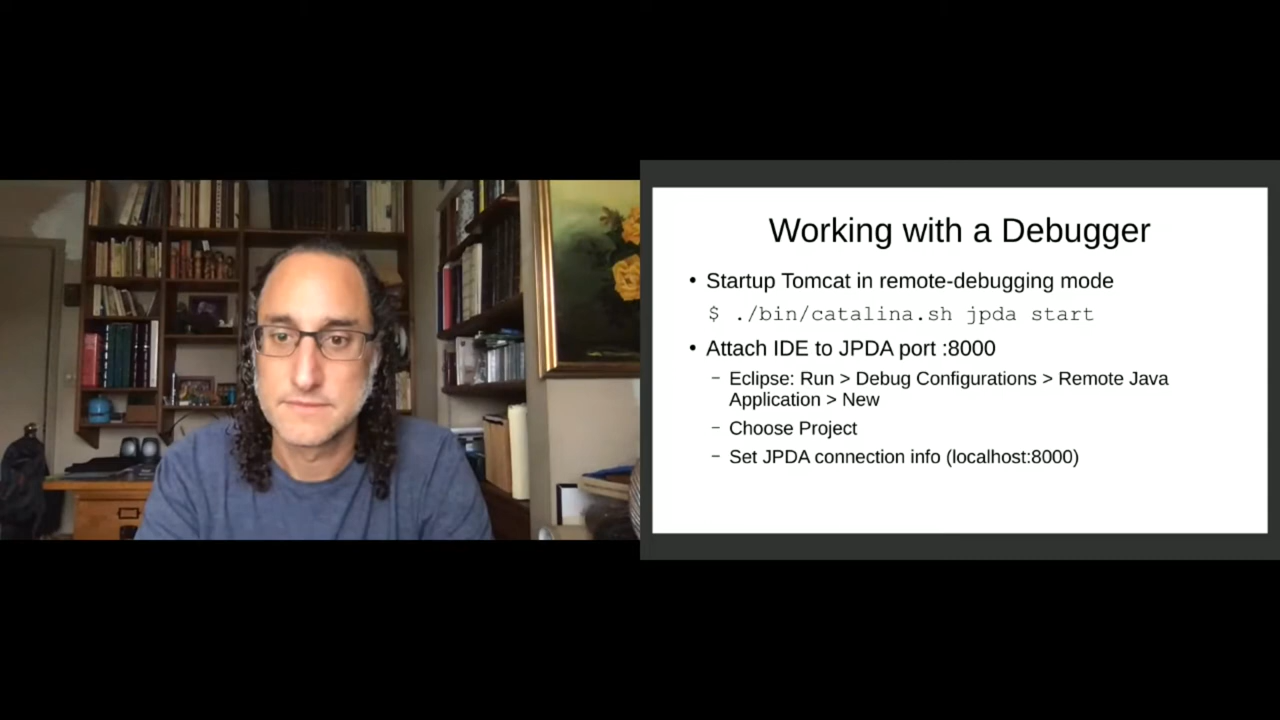 Working with a Debugger
• Startup Tomcat in remote-debugging mode
$ ./bin/catalina.sh jpda start
• Attach IDE to JPDA port :8000
– Eclipse: Run > Debug Configurations > Remote Java
Application > New
– Choose Project
– Set JPDA connection info (localhost:8000)